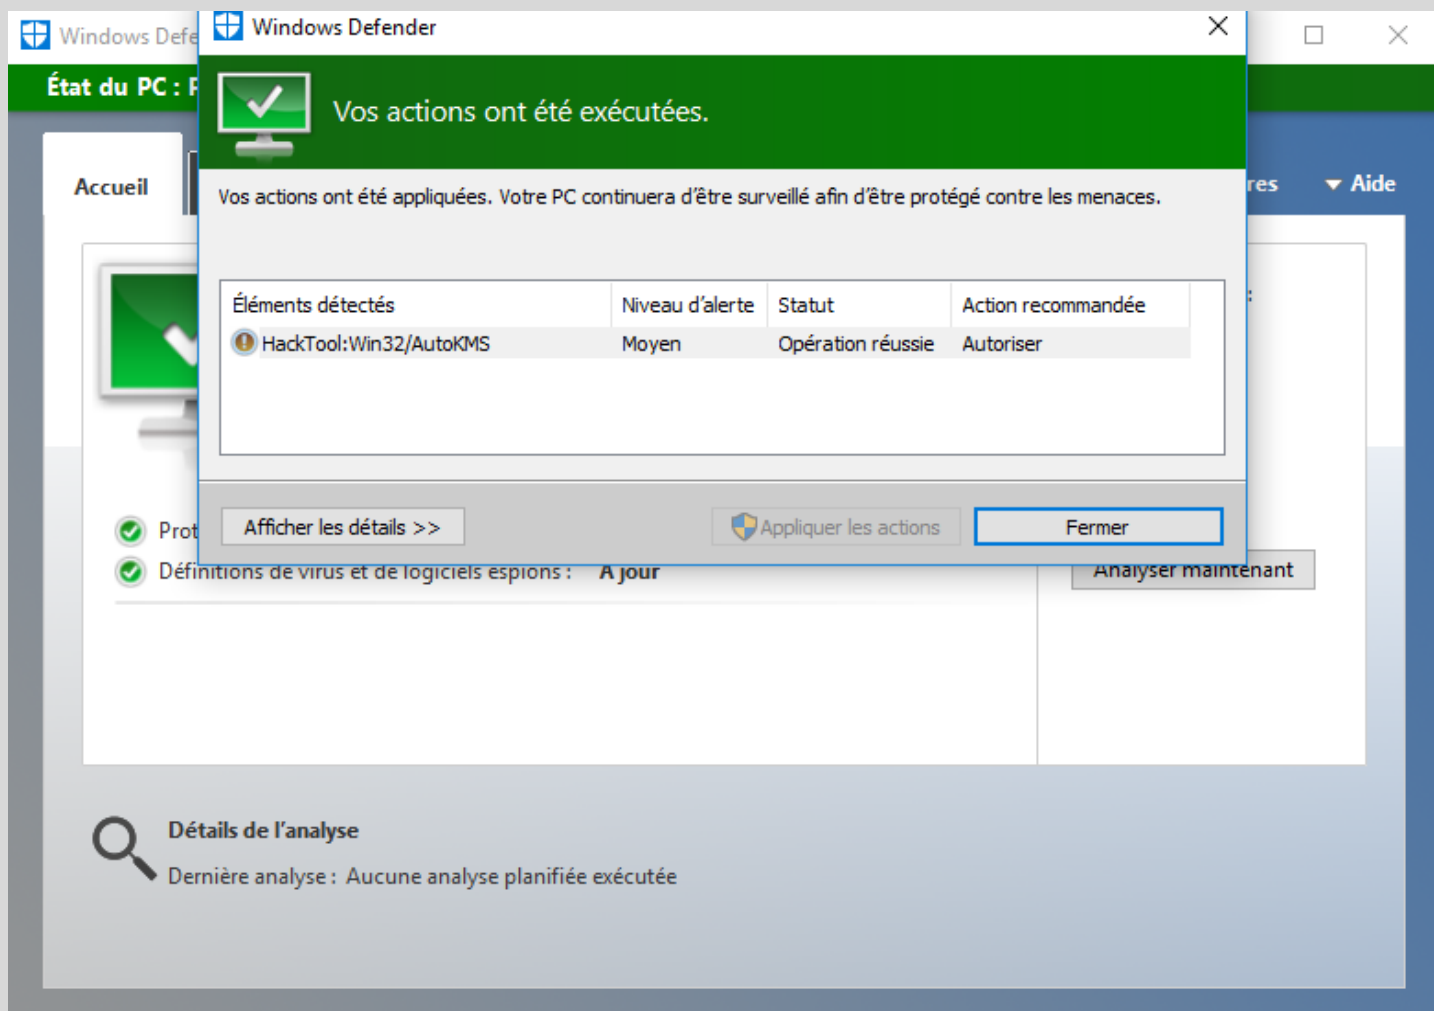 Windows Defe
Windows Defender
État du PC : P
Vos actions ont été exécutées.
Accueil
res
Aide
Vos actions ont été appliquées. Votre PC continuera d'être surveillé afin d'être protégé contre les menaces.
Éléments détectés Niveau d'alerte Statut Action recommandée
:
HackTool:Win32/AutoKMS Moyen Opération réussie Autoriser
Afficher les détails >> Appliquer les actions Fermer
Prot
Définitions de virus et de logiciels espions : À jour
Analyser maintenant
Détails de l'analyse
Dernière analyse : Aucune analyse planifiée exécutée